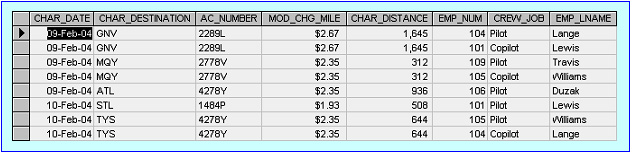 CHAR_DATE CHAR_DESTINATION AC_NUMBER MOD_CHG_MILE CHAR_DISTANCE EMP_NUM CREW_JOB EMP_LNAME
09-Feb-04 GNV 2289L $2.67 1,645 104 Pilot Lange
09-Feb-04 GNV 2289L $2.67 1,645 101 Copilot Lewis
09-Feb-04 MQY 2778V $2.35 312 109 Pilot Travis
09-Feb-04 MQY 2778V $2.35 312 105 Copilot Williams
09-Feb-04 ATL 4278Y $2.35 936 106 Pilot Duzak
10-Feb-04 STL 1484P $1.93 508 101 Pilot Lewis
10-Feb-04 TYS 4278Y $2.35 644 105 Pilot Williams
10-Feb-04 TYS 4278Y $2.35 644 104 Copilot Lange